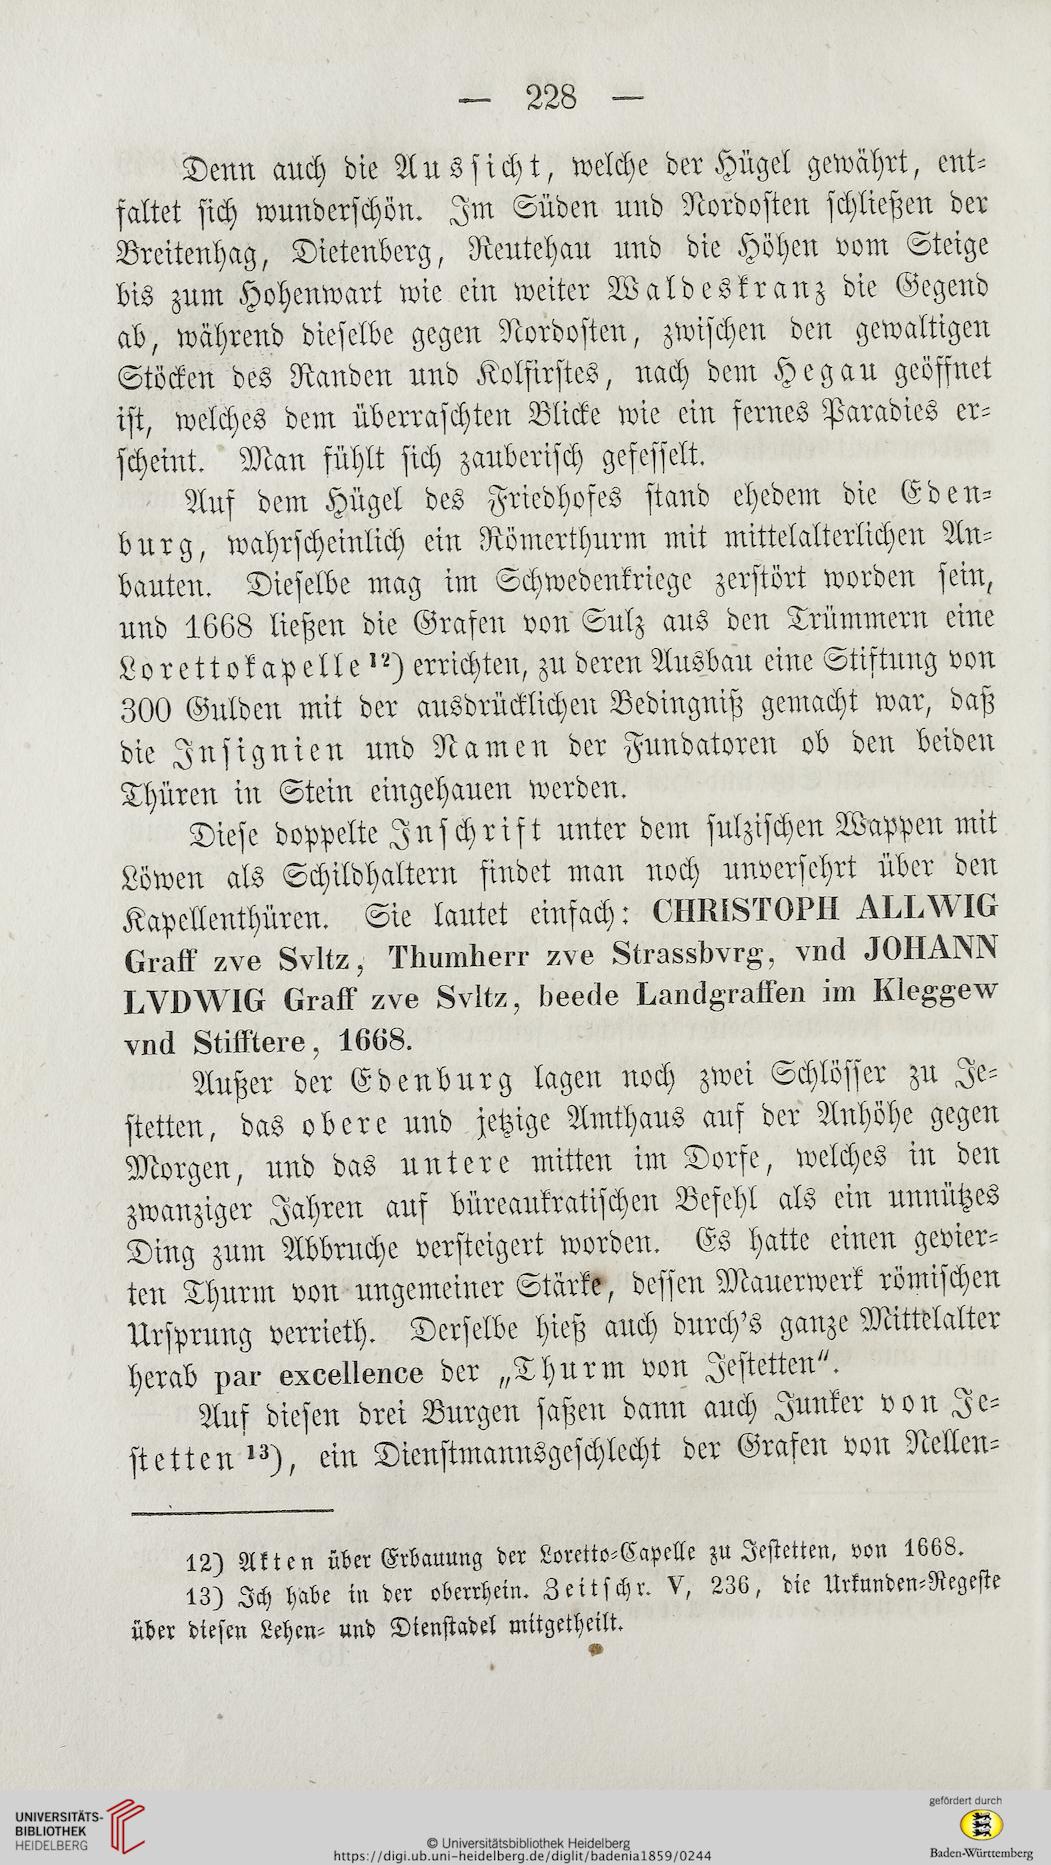 — 228 —
Denn auch die Aussicht, welche der Hügel gewährt, ent-
faltet sich wunderschön. Im Süden und Nordosten schließen der
Breitenhag, Dietenberg, Reutehau und die Höhen vom Steige
bis zum Hohenwart wie ein weiter Waldeskranz die Gegend
ab, während dieselbe gegen Nordosten, zwischen den gewaltigen
Stöcken des Randen und Kolfirstes, nach dem Hegau geöffnet
ist, welches dem überraschten Blicke wie ein fernes Paradies er-
scheint. Man fühlt sich zauberisch gefesselt.
Auf dem Hügel des Friedhofes stand ehedem die Eden-
burg, wahrscheinlich ein Römerthurm mit mittelalterlichen An-
bauten. Dieselbe mag im Schwedenkriege zerstört worden sein,
und 1668 ließen die Grafen von Sulz aus den Trümmern eine
Lorettokapelle ¹²) errichten, zu deren Ausbau eine Stiftung von
300 Gulden mit der ausdrücklichen Bedingniß gemacht war, daß
die Insignien und Namen der Fundatoren ob den beiden
Thüren in Stein eingehauen werden.
Diese doppelte Inschrift unter dem sulzischen Wappen mit
Löwen als Schildhaltern findet man noch unversehrt über den
Kapellenthüren. Sie lautet einfach: CHRISTOPH ALLWIG
Graff zve Svltz, Thumherr zve Strassbvrg, vnd JOHANN
LVDWIG Graff zve Svltz, beede Landgraffen im Kleggew
vnd Stifftere, 1668.
Außer der Edenburg lagen noch zwei Schlösser zu Je-
stetten, das obere und jetzige Amthaus auf der Anhöhe gegen
Morgen, und das untere mitten im Dorfe, welches in den
zwanziger Jahren auf büreaukratischen Befehl als ein unnützes
Ding zum Abbruche versteigert worden. Es hatte einen gevier-
ten Thurm von ungemeiner Stärke, dessen Mauerwerk römischen
Ursprung verrieth. Derselbe hieß auch durch's ganze Mittelalter
herab par excellence der „Thurm von Jestetten".
Auf diesen drei Burgen saßen dann auch Junker von Je-
stetten ¹³), ein Dienstmannsgeschlecht der Grafen von Nellen-
12) Akten über Erbauung der Loretto-Capelle zu Jestetten, von 1668.
13) Ich habe in der oberrhein. Zeitschr. V, 236, die Urkunden-Regeste
über diesen Lehen- und Dienstadel mitgetheilt.
UNIVERSITÄTS-
BIBLIOTHEK
HEIDELBERG
© Universitätsbibliothek Heidelberg
https://digi.ub.uni-heidelberg.de/diglit/badenia1859/0244
gefördert durch
Baden-Württemberg